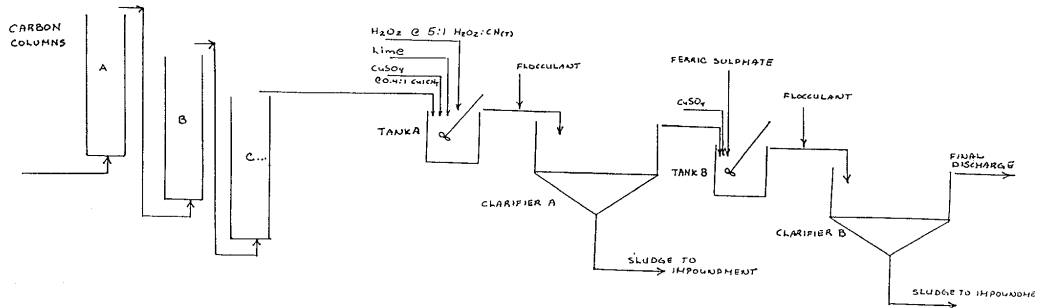 CARBON
COLUMNS
A
B
C...
H2O2 @ 5:1 H2O2:CN(T)
Lime
CuSO4
@0.4:1 Cu:CNT
FLOCCULANT
TANK A
CLARIFIER A
SLUDGE TO
IMPOUNDMENT
FERRIC SULPHATE
CuSO4
FLOCCULANT
TANK B
CLARIFIER B
FINAL
DISCHARGE
SLUDGE TO IMPOUNDME